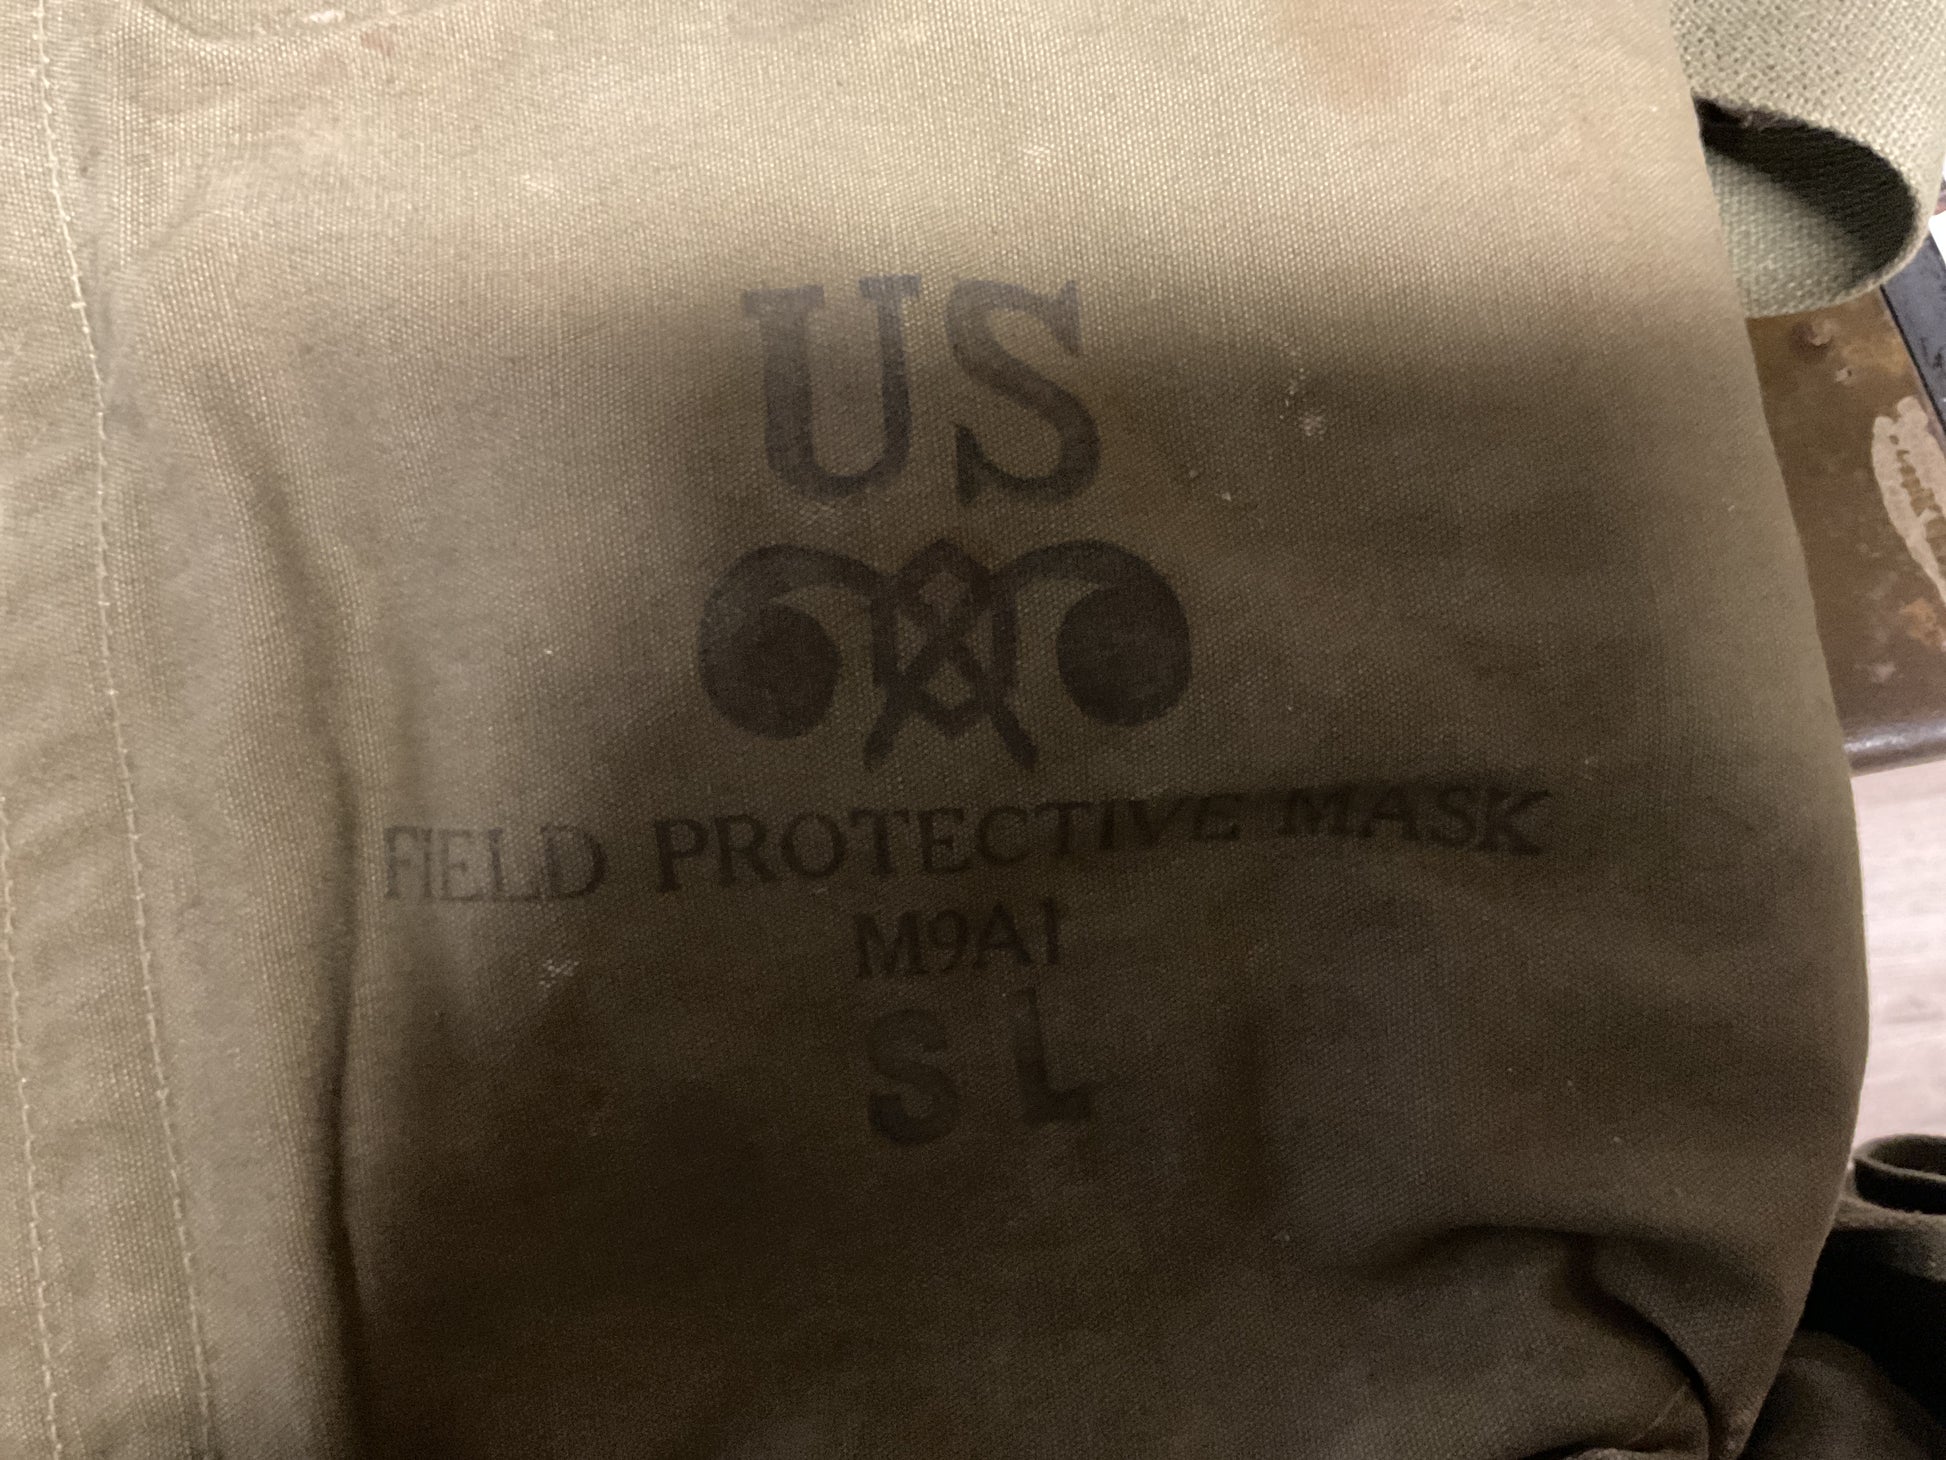 US
FIELD PROTECTIVE MASK
M9A1
S L